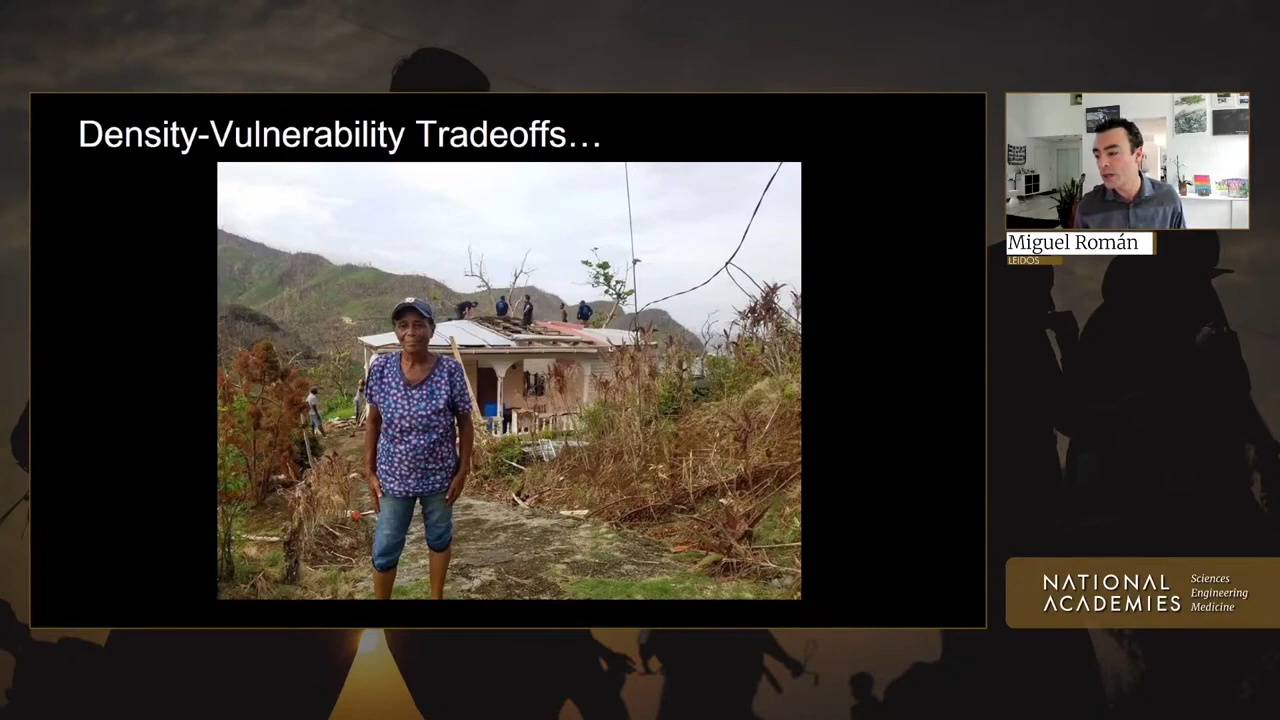 Density-Vulnerability Tradeoffs…
Miguel Román
LEIDOS
NATIONAL
ACADEMIES
Sciences
Engineering
Medicine